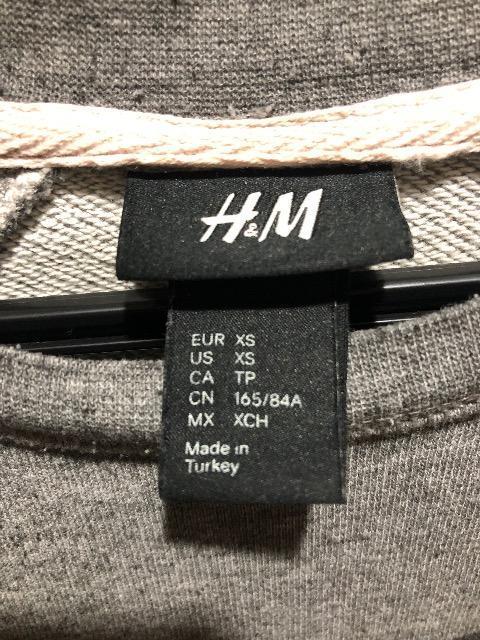 H&M
EUR XS
US XS
CA TP
CN 165/84A
MX XCH
Made in
Turkey